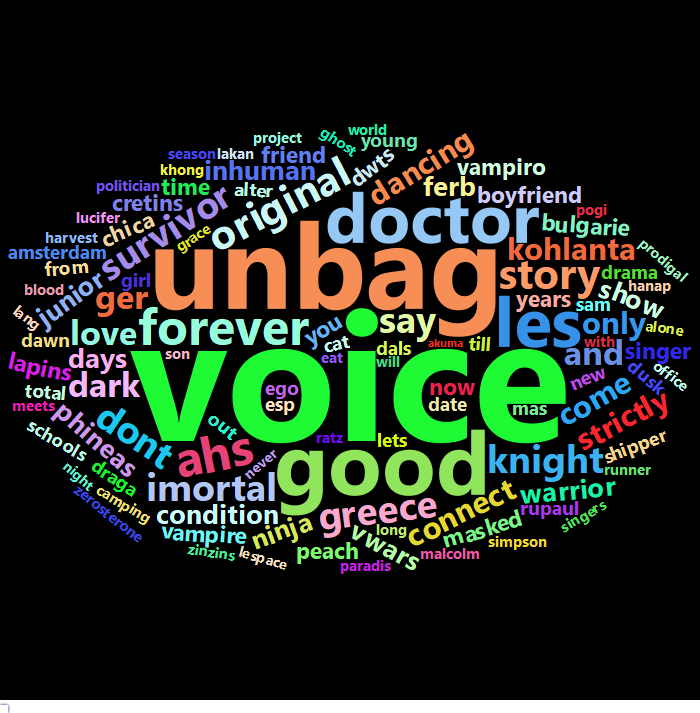 project
ghost
world
young
season
lakan
friend
original
dwts
dancing
khong
inhuman
vampiro
politician
time
alter
ferb
boyfriend
cretins
survivor
doctor
pogi
lucifer
chica
grace
bulgarie
harvest
unbag
kohlanta
prodigal
amsterdam
from
junior
girl
story
drama
hanap
blood
ger
years
sam
show
lang
love
forever
you
say
les
only
alone
dawn
son
cat
dals
akuma
till
with
and
singer
lapins
days
voice
eat
will
office
total
dark
ego
now
new
dusk
meets
esp
date
mas
come
strictly
phineas
dont
out
ratz
lets
schools
ahs
never
good
knight
shipper
runner
night
draga
imortal
connect
warrior
camping
zerosterone
condition
greece
rupaul
singers
vampire
ninja
long
vwars
masked
simpson
zinzins
lespace
peach
malcolm
paradis